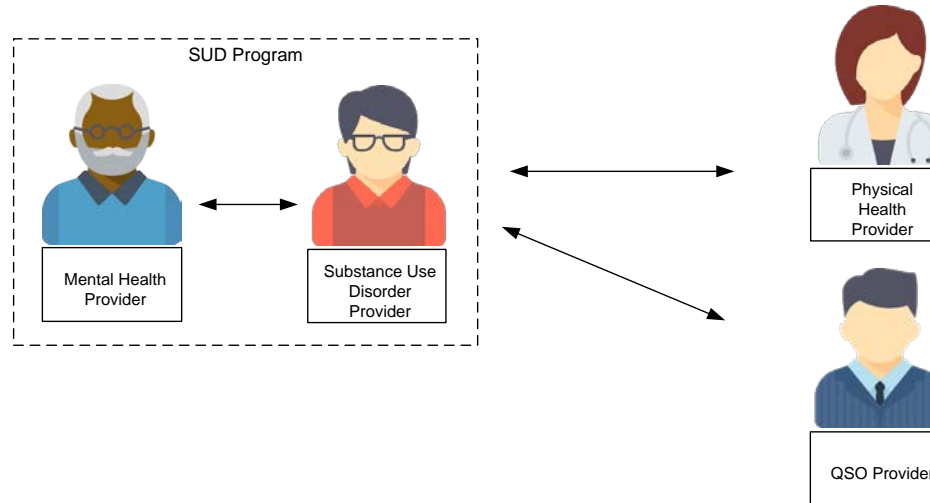 SUD Program
Mental Health
Provider
Substance Use
Disorder
Provider
Physical
Health
Provider
QSO Provider